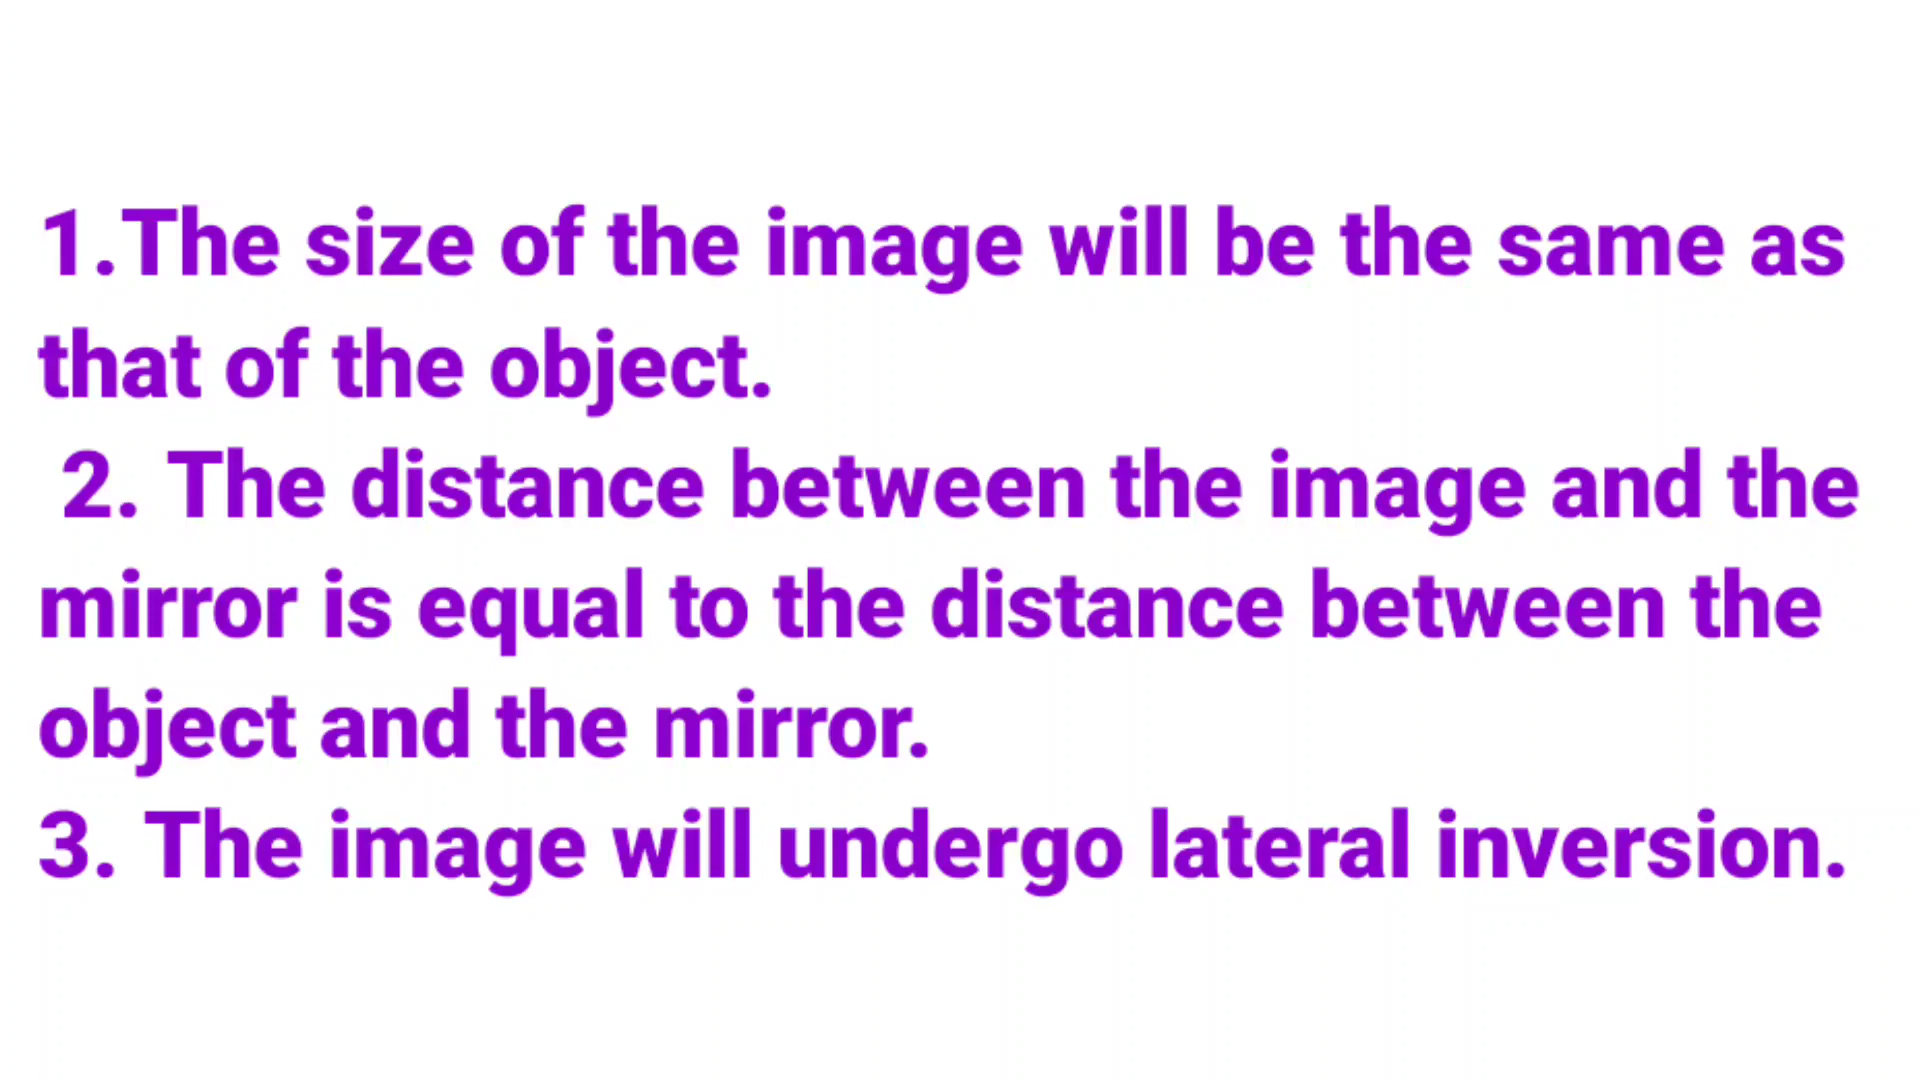 1.The size of the image will be the same as
that of the object.
2. The distance between the image and the
mirror is equal to the distance between the
object and the mirror.
3. The image will undergo lateral inversion.